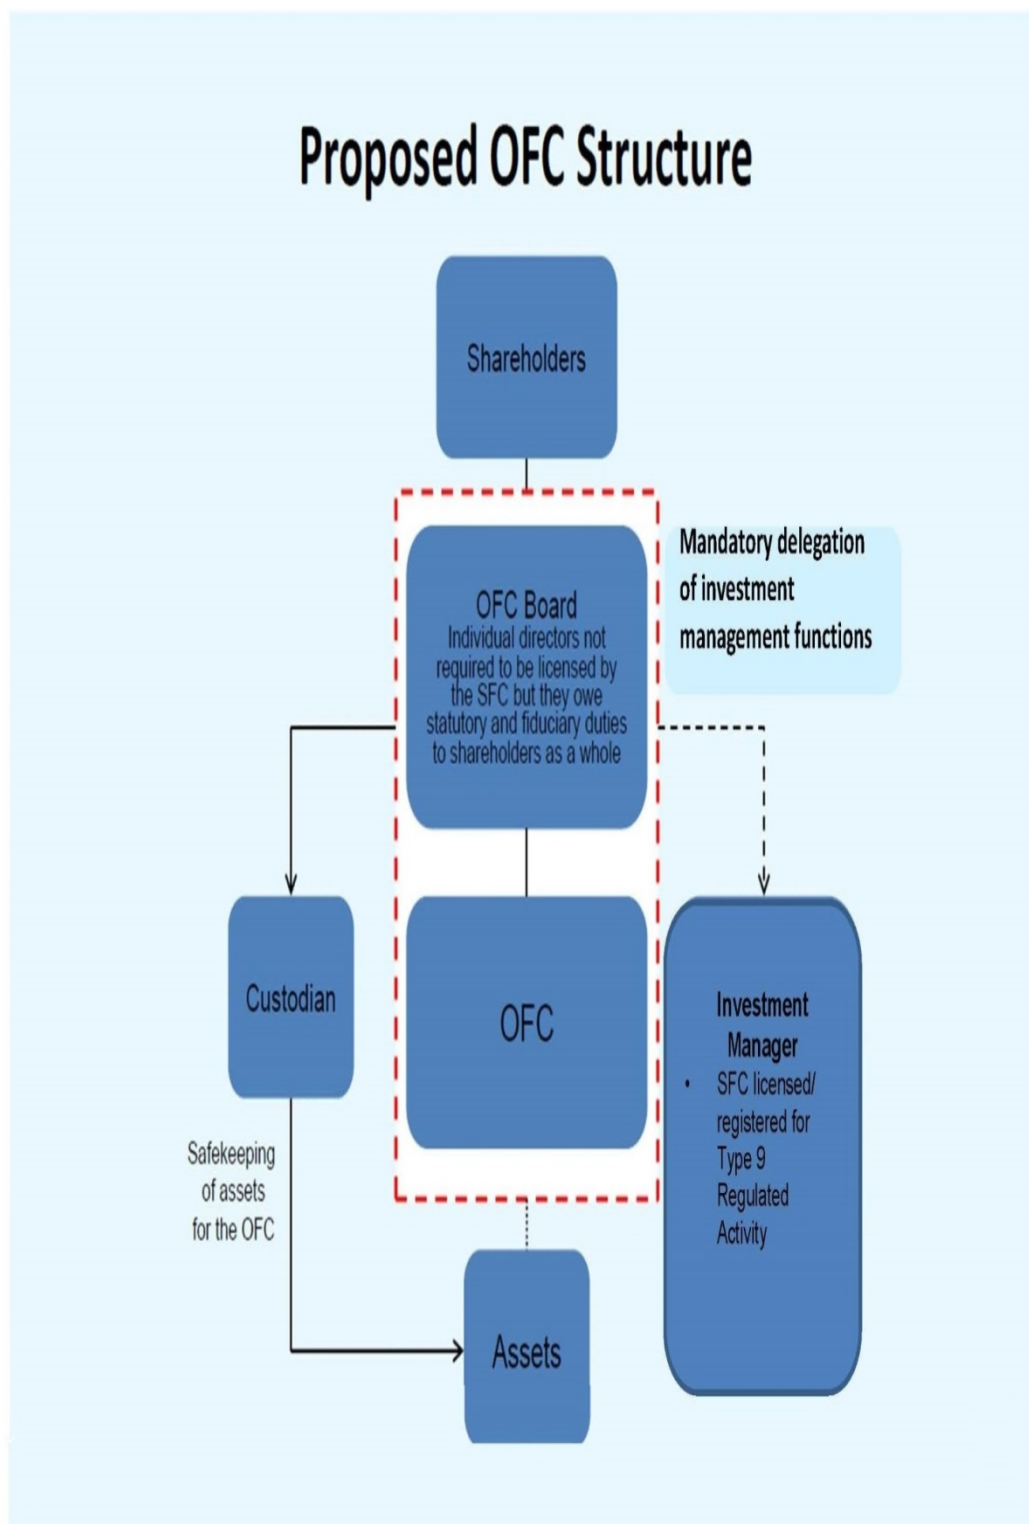 Proposed OFC Structure
Shareholders
Mandatory delegation
of investment
management functions
OFC Board
Individual directors not
required to be licensed by
the SFC but they owe
statutory and fiduciary duties
to shareholders as a whole
Custodian
OFC
Investment
Manager
• SFC licensed/
registered for
Type 9
Regulated
Activity
Safekeeping
of assets
for the OFC
Assets